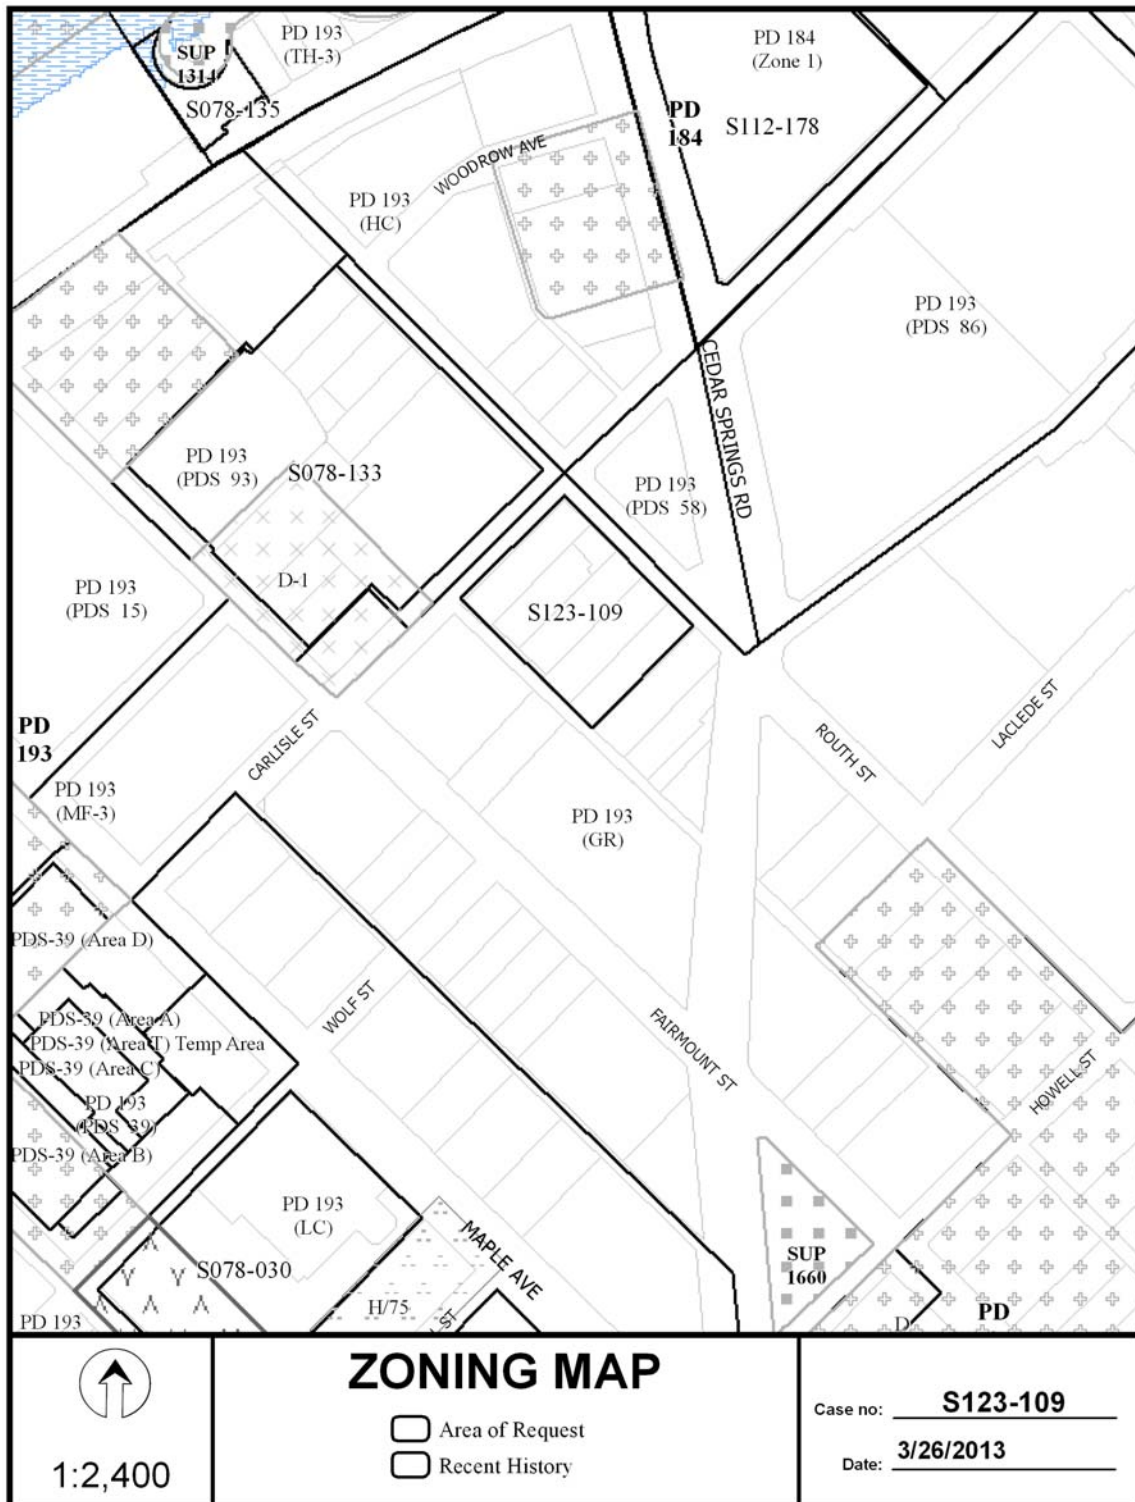 PD 193
(TH-3)
SUP
1314
S078-135
PD 184
(Zone 1)
PD
184
S112-178
WOODROW AVE
PD 193
(HC)
PD 193
(PDS 86)
CEDAR SPRINGS RD
PD 193
(PDS 93)
S078-133
PD 193
(PDS 58)
D-1
PD 193
(PDS 15)
S123-109
PD
193
CARLISLE ST
ROUTH ST
LACLEDE ST
PD 193
(MF-3)
PD 193
(GR)
PDS-39 (Area D)
WOLF ST
FAIRMOUNT ST
PDS-39 (Area A)
PDS-39 (Area T) Temp Area
PDS-39 (Area C)
HOWELL ST
PD 193
(PDS 39)
PDS-39 (Area B)
PD 193
(LC)
MAPLE AVE
S078-030
SUP
1660
H/75
ST
PD 193
D
PD
1:2,400
ZONING MAP
Area of Request
Recent History
Case no: S123-109
Date: 3/26/2013